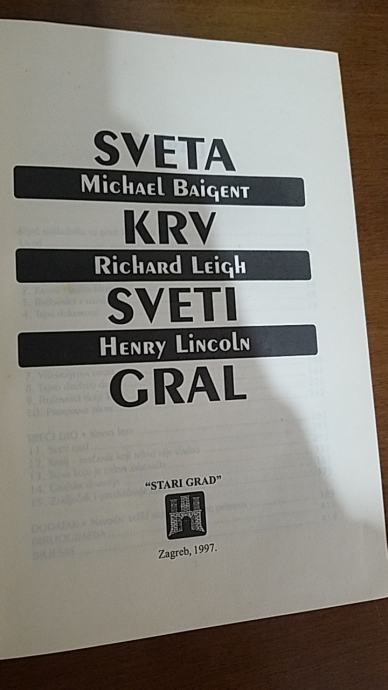 SVETA
Michael Baigent
KRV
Richard Leigh
SVETI
Henry Lincoln
GRAL
"STARI GRAD"
Zagreb, 1997.